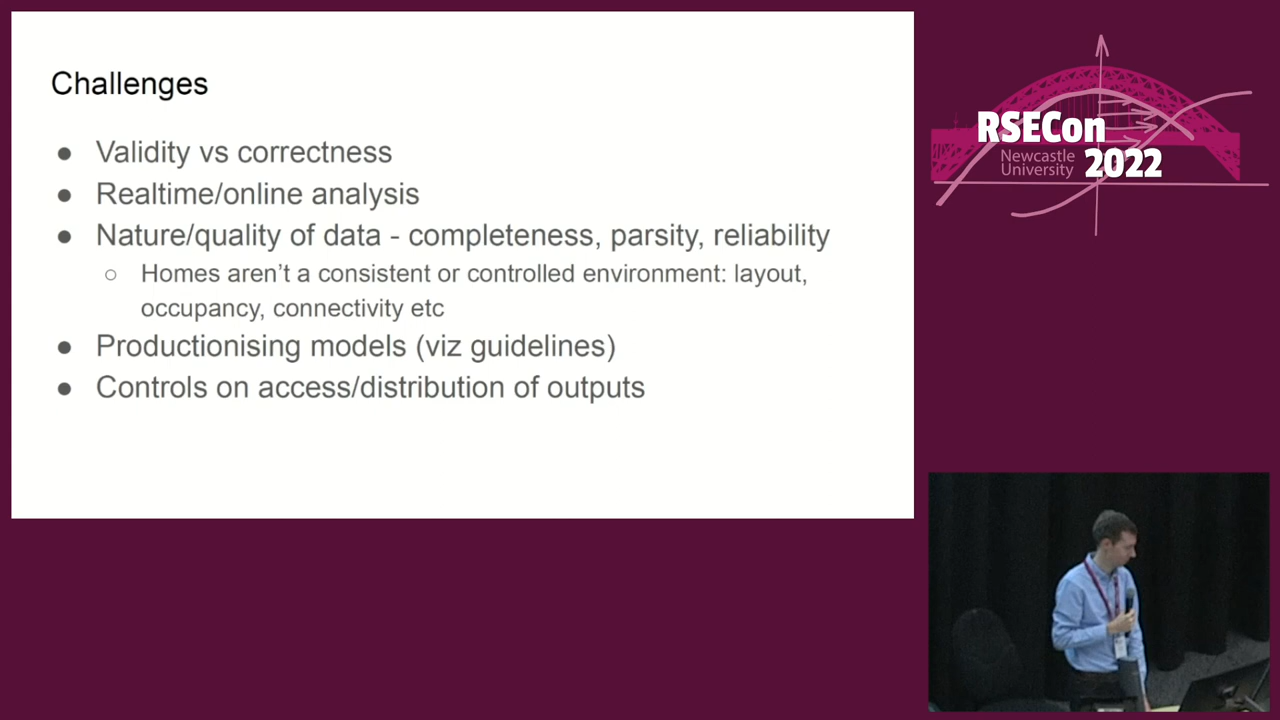 Challenges
● Validity vs correctness
● Realtime/online analysis
● Nature/quality of data - completeness, parsity, reliability
○ Homes aren't a consistent or controlled environment: layout,
occupancy, connectivity etc
● Productionising models (viz guidelines)
● Controls on access/distribution of outputs
RSECon
Newcastle
University
2022